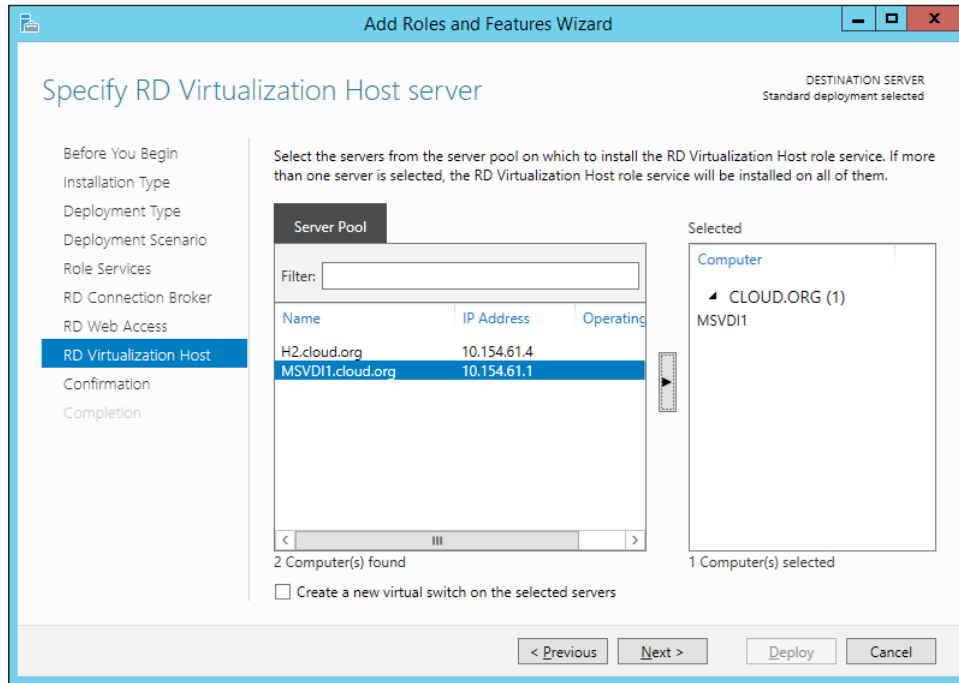 Add Roles and Features Wizard
Specify RD Virtualization Host server
DESTINATION SERVER
Standard deployment selected
Before You Begin
Installation Type
Deployment Type
Deployment Scenario
Role Services
RD Connection Broker
RD Web Access
RD Virtualization Host
Confirmation
Completion
Select the servers from the server pool on which to install the RD Virtualization Host role service. If more
than one server is selected, the RD Virtualization Host role service will be installed on all of them.
Server Pool
Filter:
Name IP Address Operating
H2.cloud.org 10.154.61.4
MSVDI1.cloud.org 10.154.61.1
2 Computer(s) found
Create a new virtual switch on the selected servers
Selected
Computer
CLOUD.ORG (1)
MSVDI1
1 Computer(s) selected
< Previous Next > Deploy Cancel